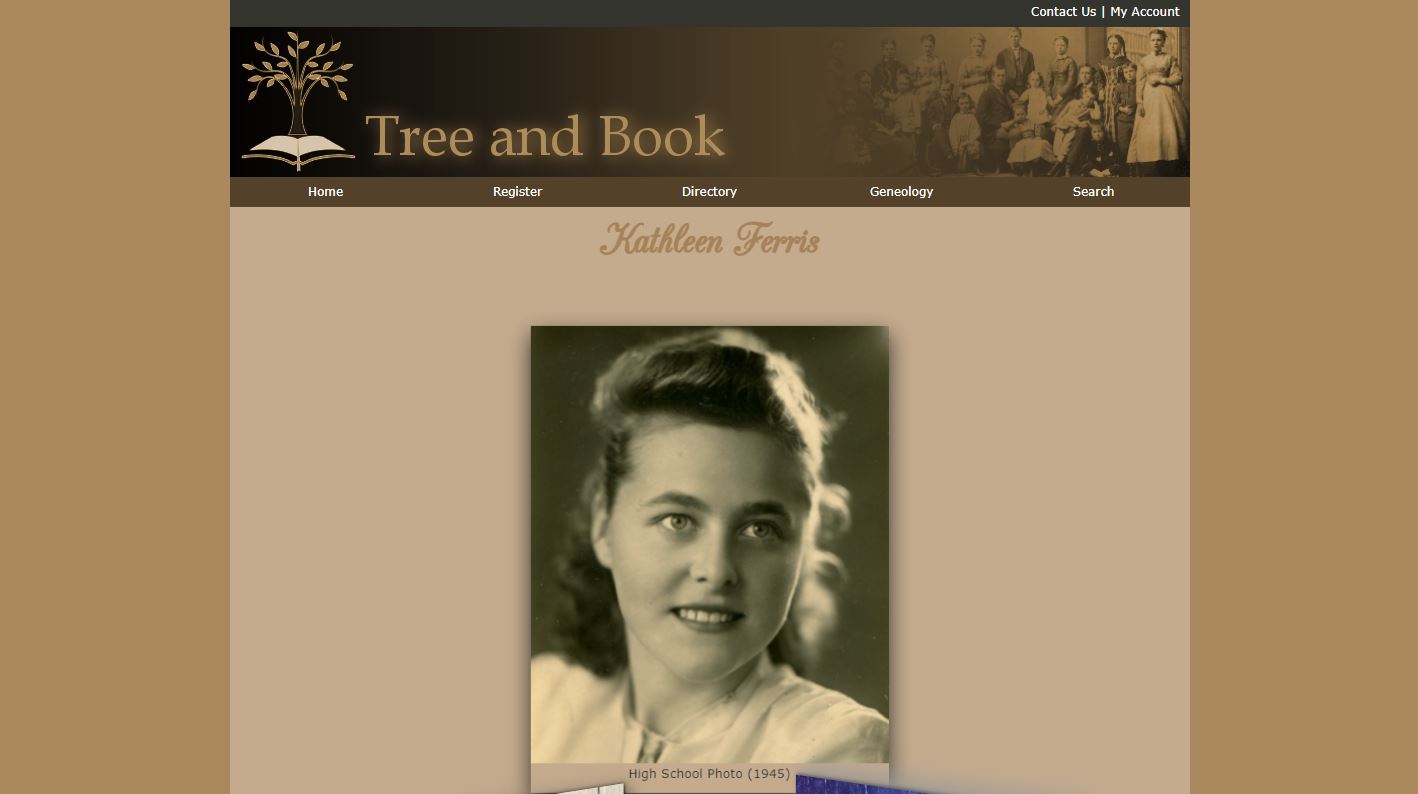 Contact Us | My Account
Tree and Book
Home Register Directory Geneology Search
Kathleen Ferris
High School Photo (1945)